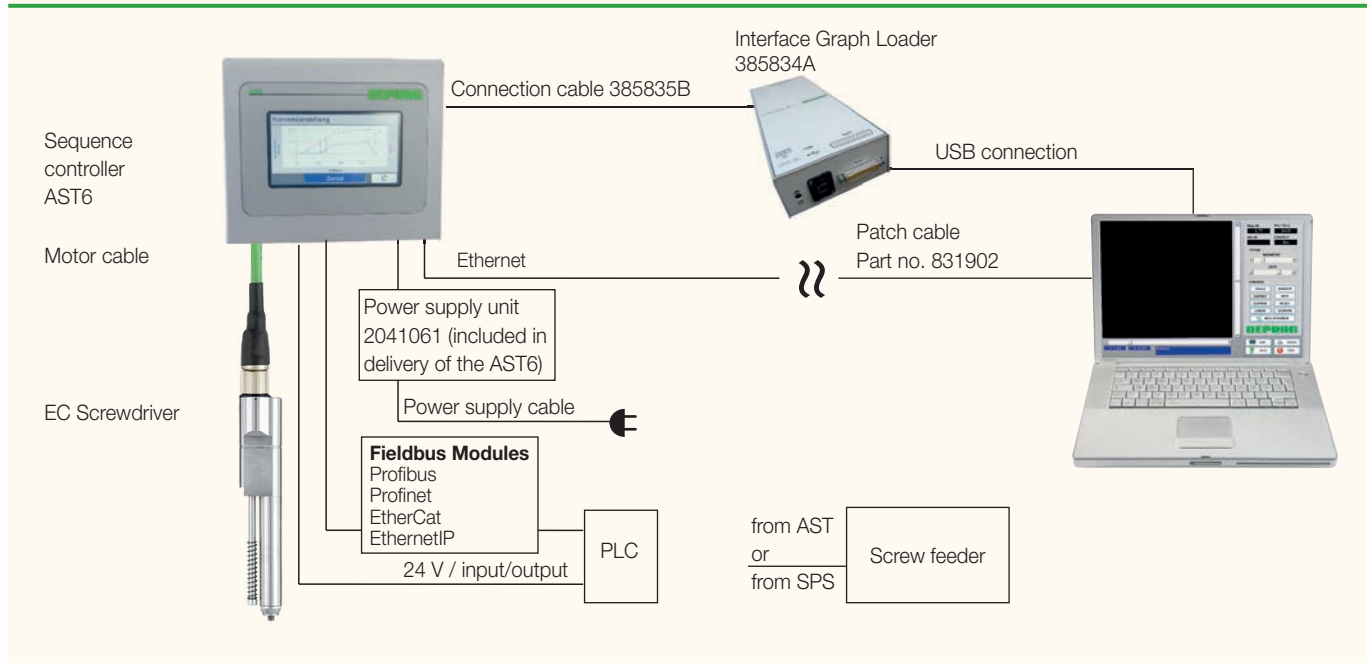 Interface Graph Loader
385834A
DEPRAG
Connection cable 385835B
Kurvendarstellung
Sequence
controller
AST6
USB connection
Motor cable
Ethernet
Patch cable
Part no. 831902
Power supply unit
2041061 (included in
delivery of the AST6)
DEPRAG
EC Screwdriver
Power supply cable
Fieldbus Modules
Profibus
Profinet
EtherCat
EthernetIP
PLC
24 V / input/output
from AST
or
from SPS
Screw feeder